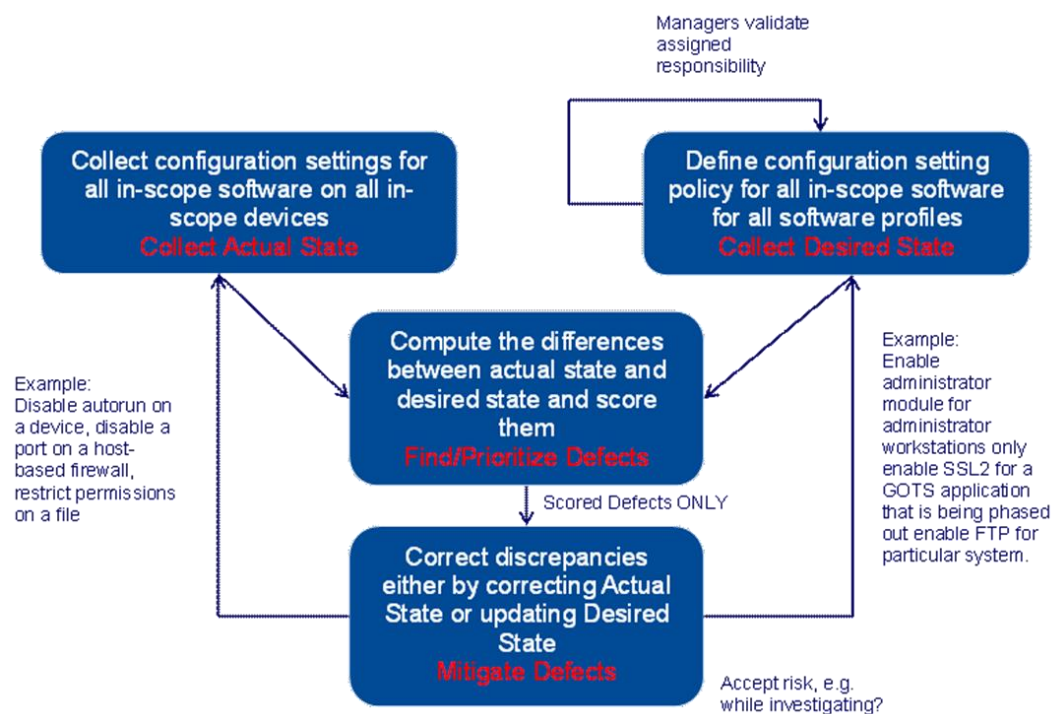 Managers validate
assigned
responsibility
Collect configuration settings for
all in-scope software on all in-
scope devices
Collect Actual State
Define configuration setting
policy for all in-scope software
for all software profiles
Collect Desired State
Compute the differences
between actual state and
desired state and score
them
Find/Prioritize Defects
Example:
Disable autorun on
a device, disable a
port on a host-
based firewall,
restrict permissions
on a file
Example:
Enable
administrator
module for
administrator
workstations only
enable SSL2 for a
GOTS application
that is being phased
out enable FTP for
particular system.
Scored Defects ONLY
Correct discrepancies
either by correcting Actual
State or updating Desired
State
Mitigate Defects
Accept risk, e.g.
while investigating?